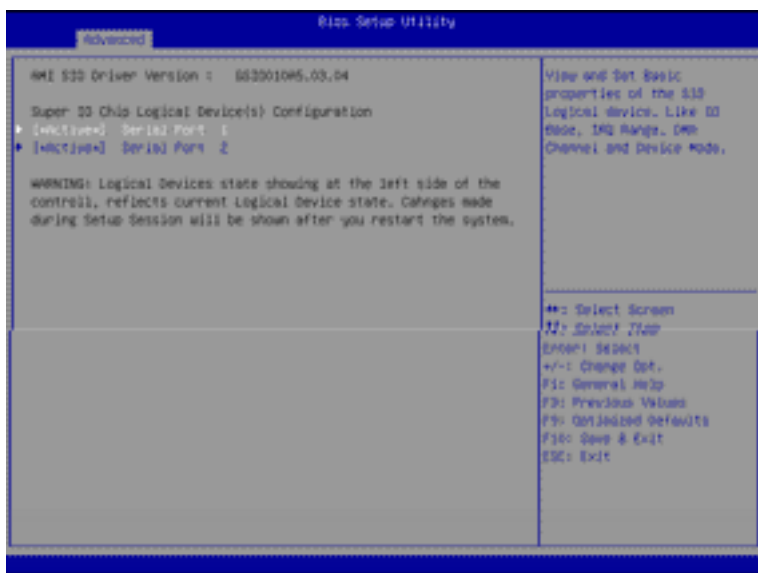 Bios Setup Utility
Advanced
AMI SIO Driver Version :
Super IO Chip Logical Device(s) Configuration
[*Active*] Serial Port 1
[*Active*] Serial Port 2
WARNING: Logical Devices state showing at the left side of the
controll, reflects current Logical Device state. Cahnges made
during Setup Session will be shown after you restart the system.
View and Set Basic
properties of the SIO
Logical device. Like IO
Base, IRQ Range, DMA
Channel and Device Mode.
: Select Screen
: Select Item
Enter: Select
+/-: Change Opt.
F1: General Help
Previous Values
F9: Optimized Defaults
F10: Save & Exit
ESC: Exit